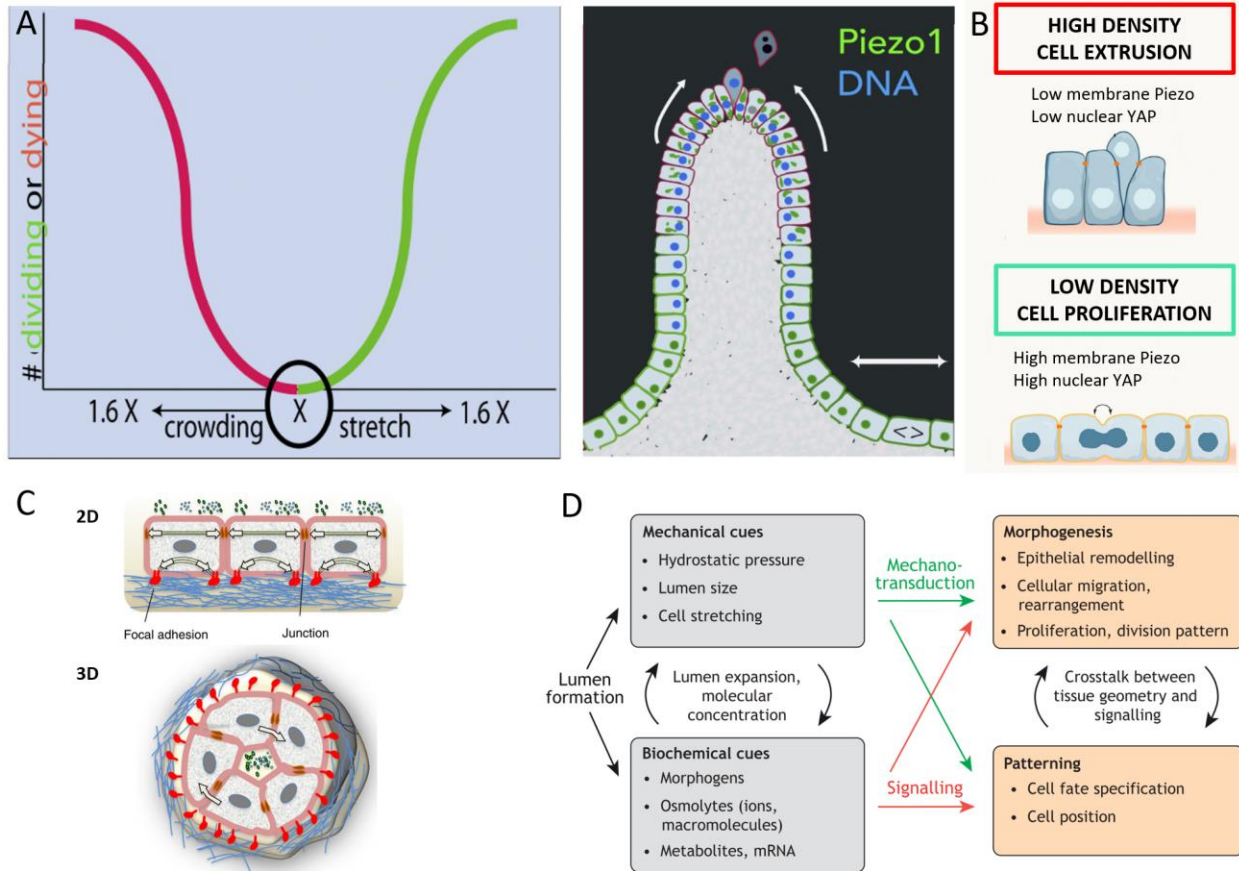 A
# dividing or dying
1.6 X
crowding
X
stretch
1.6 X
Piezo1
DNA
< >
B
HIGH DENSITY
CELL EXTRUSION
Low membrane Piezo
Low nuclear YAP
LOW DENSITY
CELL PROLIFERATION
High membrane Piezo
High nuclear YAP
C
2D
Focal adhesion
Junction
3D
D
Lumen
formation
Mechanical cues
• Hydrostatic pressure
• Lumen size
• Cell stretching
Lumen expansion,
molecular
concentration
Biochemical cues
• Morphogens
• Osmolytes (ions,
macromolecules)
• Metabolites, mRNA
Mechano-
transduction
Signalling
Morphogenesis
• Epithelial remodelling
• Cellular migration,
rearrangement
• Proliferation, division pattern
Crosstalk between
tissue geometry and
signalling
Patterning
• Cell fate specification
• Cell position